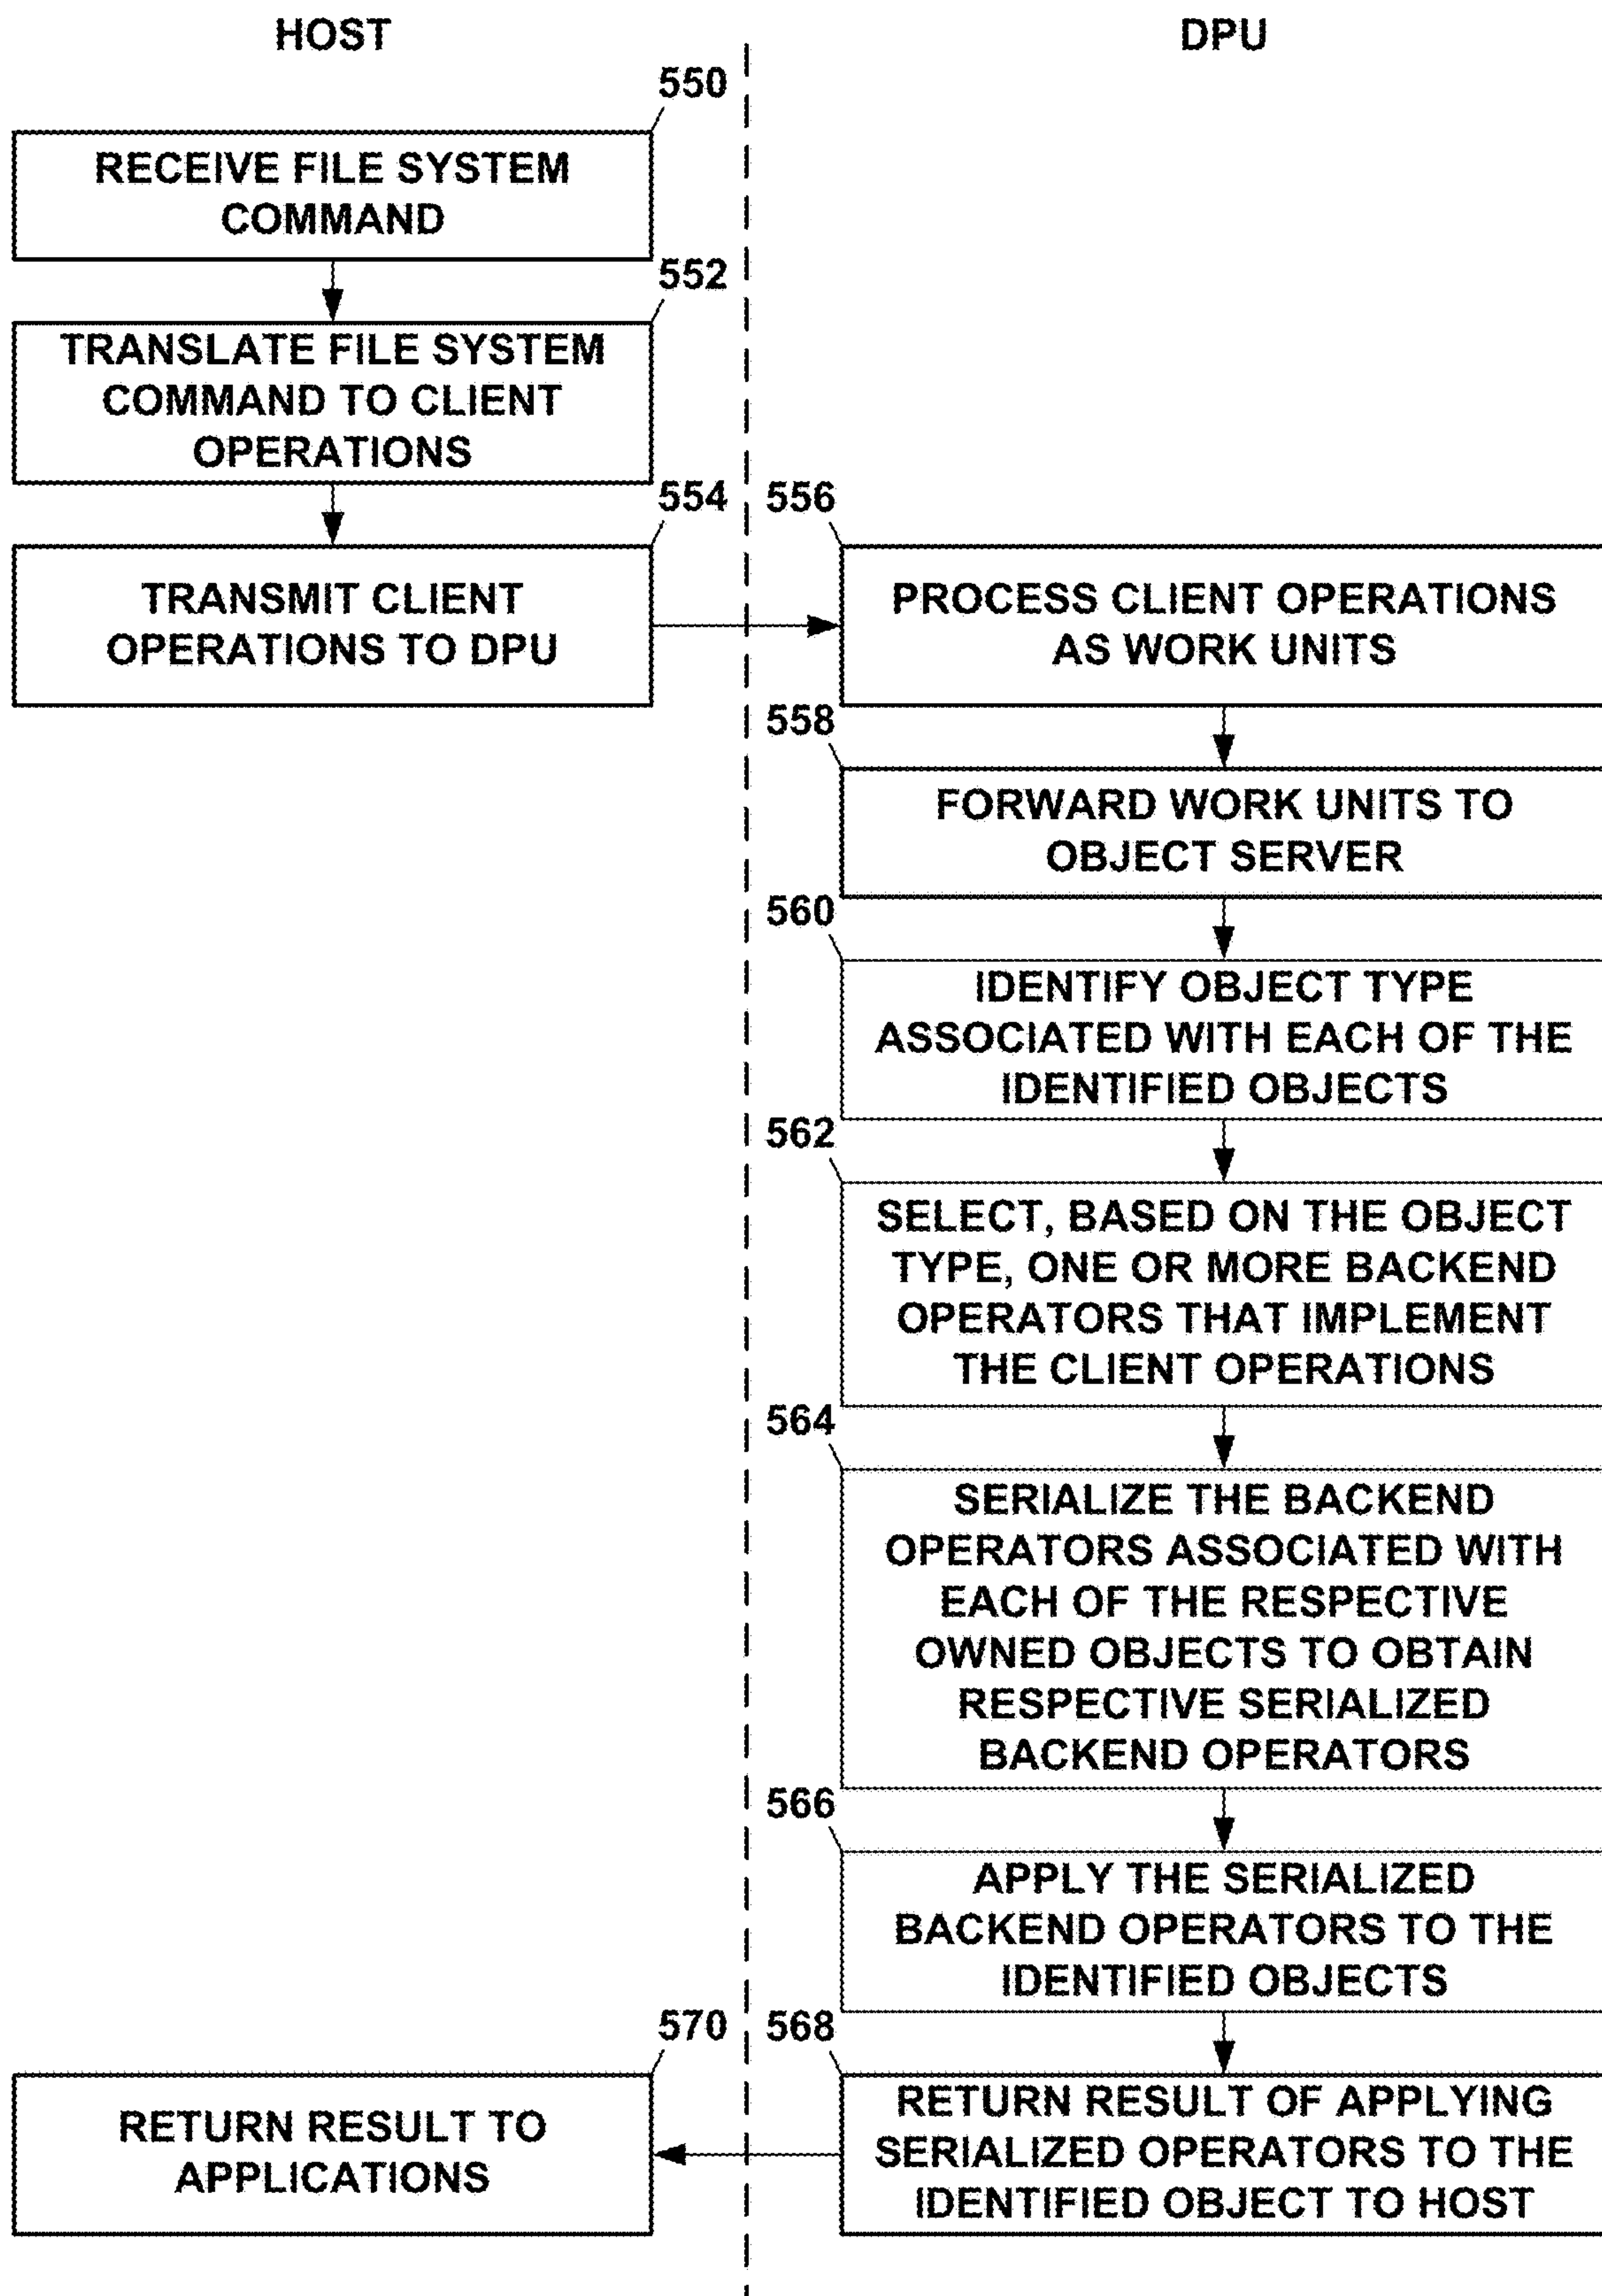 HOST
DPU
550
RECEIVE FILE SYSTEM
COMMAND
552
TRANSLATE FILE SYSTEM
COMMAND TO CLIENT
OPERATIONS
554
TRANSMIT CLIENT
OPERATIONS TO DPU
556
PROCESS CLIENT OPERATIONS
AS WORK UNITS
558
FORWARD WORK UNITS TO
OBJECT SERVER
560
IDENTIFY OBJECT TYPE
ASSOCIATED WITH EACH OF THE
IDENTIFIED OBJECTS
562
SELECT, BASED ON THE OBJECT
TYPE, ONE OR MORE BACKEND
OPERATORS THAT IMPLEMENT
THE CLIENT OPERATIONS
564
SERIALIZE THE BACKEND
OPERATORS ASSOCIATED WITH
EACH OF THE RESPECTIVE
OWNED OBJECTS TO OBTAIN
RESPECTIVE SERIALIZED
BACKEND OPERATORS
566
APPLY THE SERIALIZED
BACKEND OPERATORS TO THE
IDENTIFIED OBJECTS
568
RETURN RESULT OF APPLYING
SERIALIZED OPERATORS TO THE
IDENTIFIED OBJECT TO HOST
570
RETURN RESULT TO
APPLICATIONS